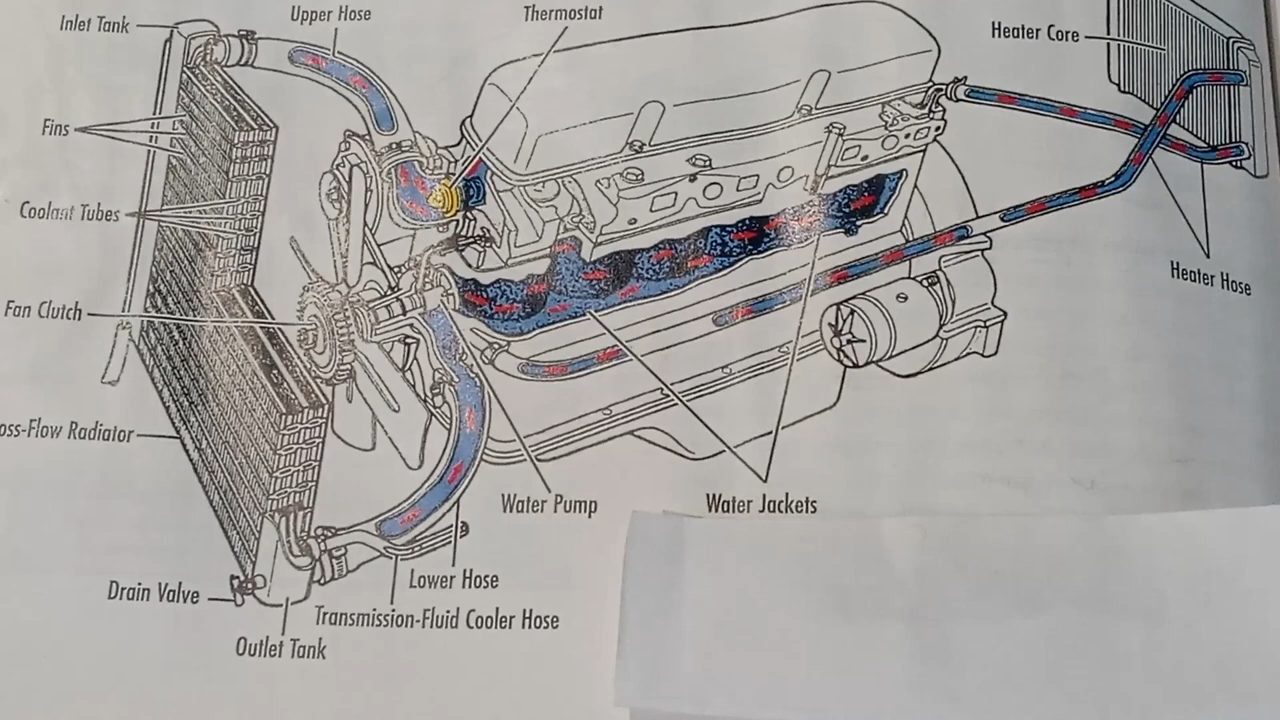 Inlet Tank
Upper Hose
Thermostat
Heater Core
Fins
Coolant Tubes
Fan Clutch
Heater Hose
oss-Flow Radiator
Water Pump
Water Jackets
Drain Valve
Lower Hose
Transmission-Fluid Cooler Hose
Outlet Tank